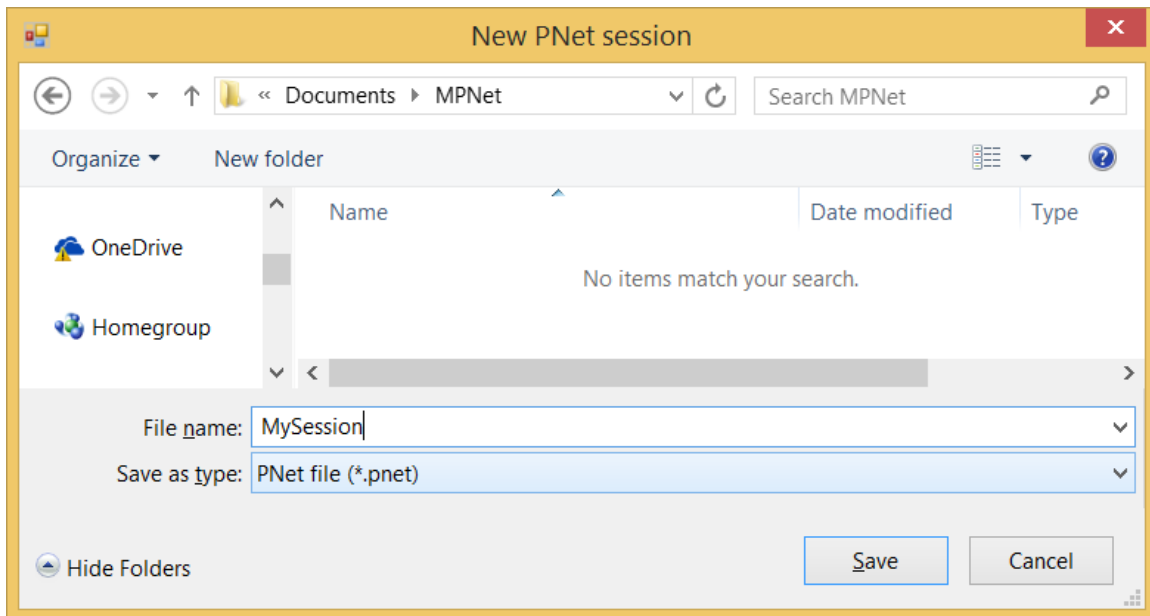 New PNet session
« Documents MPNet Search MPNet
Organize New folder
Name Date modified Type
OneDrive
No items match your search.
Homegroup
File name: MySession
Save as type: PNet file (*.pnet)
Hide Folders Save Cancel